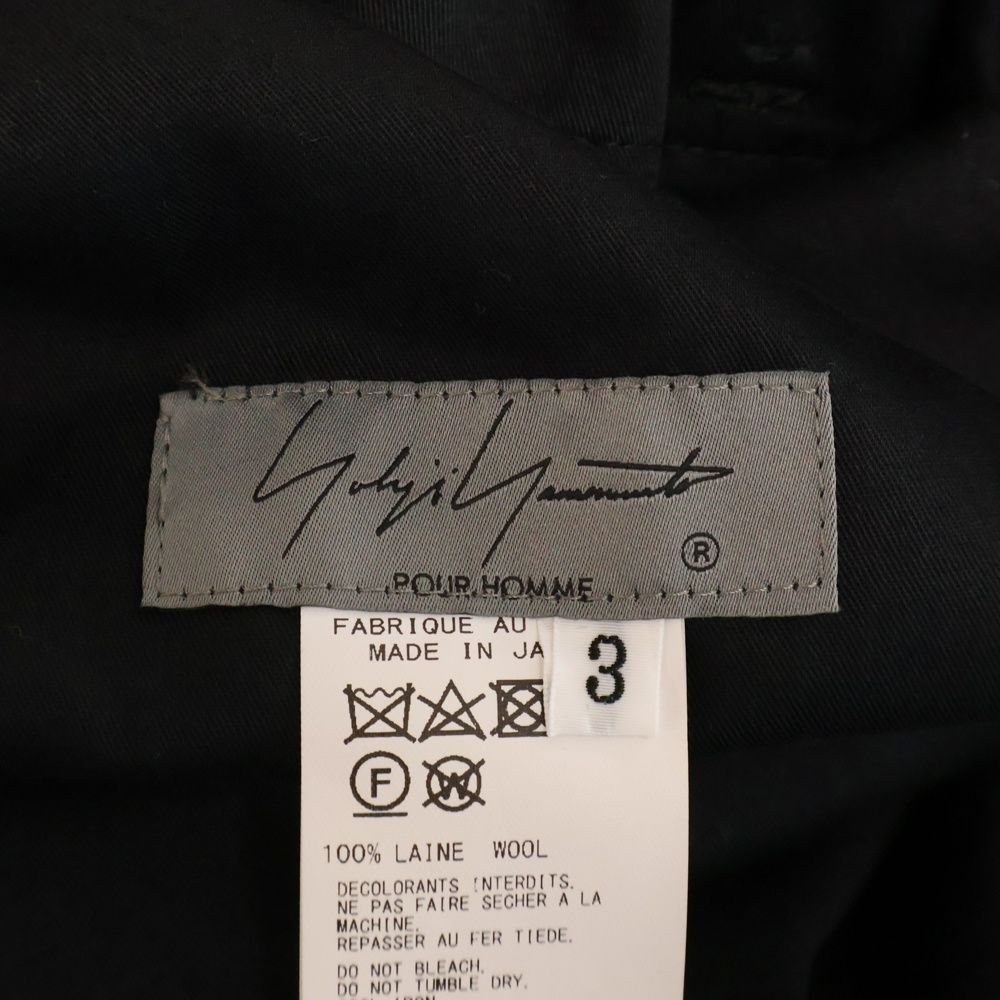 Yohji Yamamoto
®
POUR HOMME
FABRIQUE AU
MADE IN JA
3
F
W
100% LAINE WOOL
DECOLORANTS INTERDITS.
NE PAS FAIRE SECHER A LA
MACHINE.
REPASSER AU FER TIEDE.
DO NOT BLEACH.
DO NOT TUMBLE DRY.